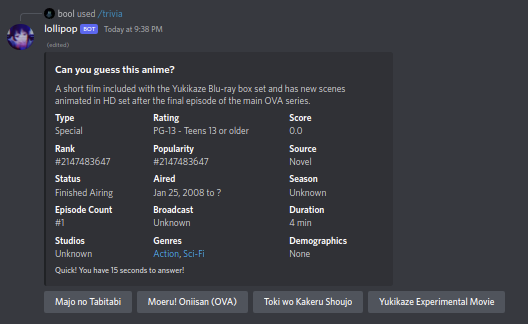 bool used /trivia
lollipop BOT Today at 9:38 PM
(edited)
Can you guess this anime?
A short film included with the Yukikaze Blu-ray box set and has new scenes
animated in HD set after the final episode of the main OVA series.
Type Rating Score
Special PG-13 - Teens 13 or older 0.0
Rank Popularity Source
#2147483647 #2147483647 Novel
Status Aired Season
Finished Airing Jan 25, 2008 to ? Unknown
Episode Count Broadcast Duration
#1 Unknown 4 min
Studios Genres Demographics
Unknown Action, Sci-Fi None
Quick! You have 15 seconds to answer!
Majo no Tabitabi Moeru! Oniisan (OVA) Toki wo Kakeru Shoujo Yukikaze Experimental Movie